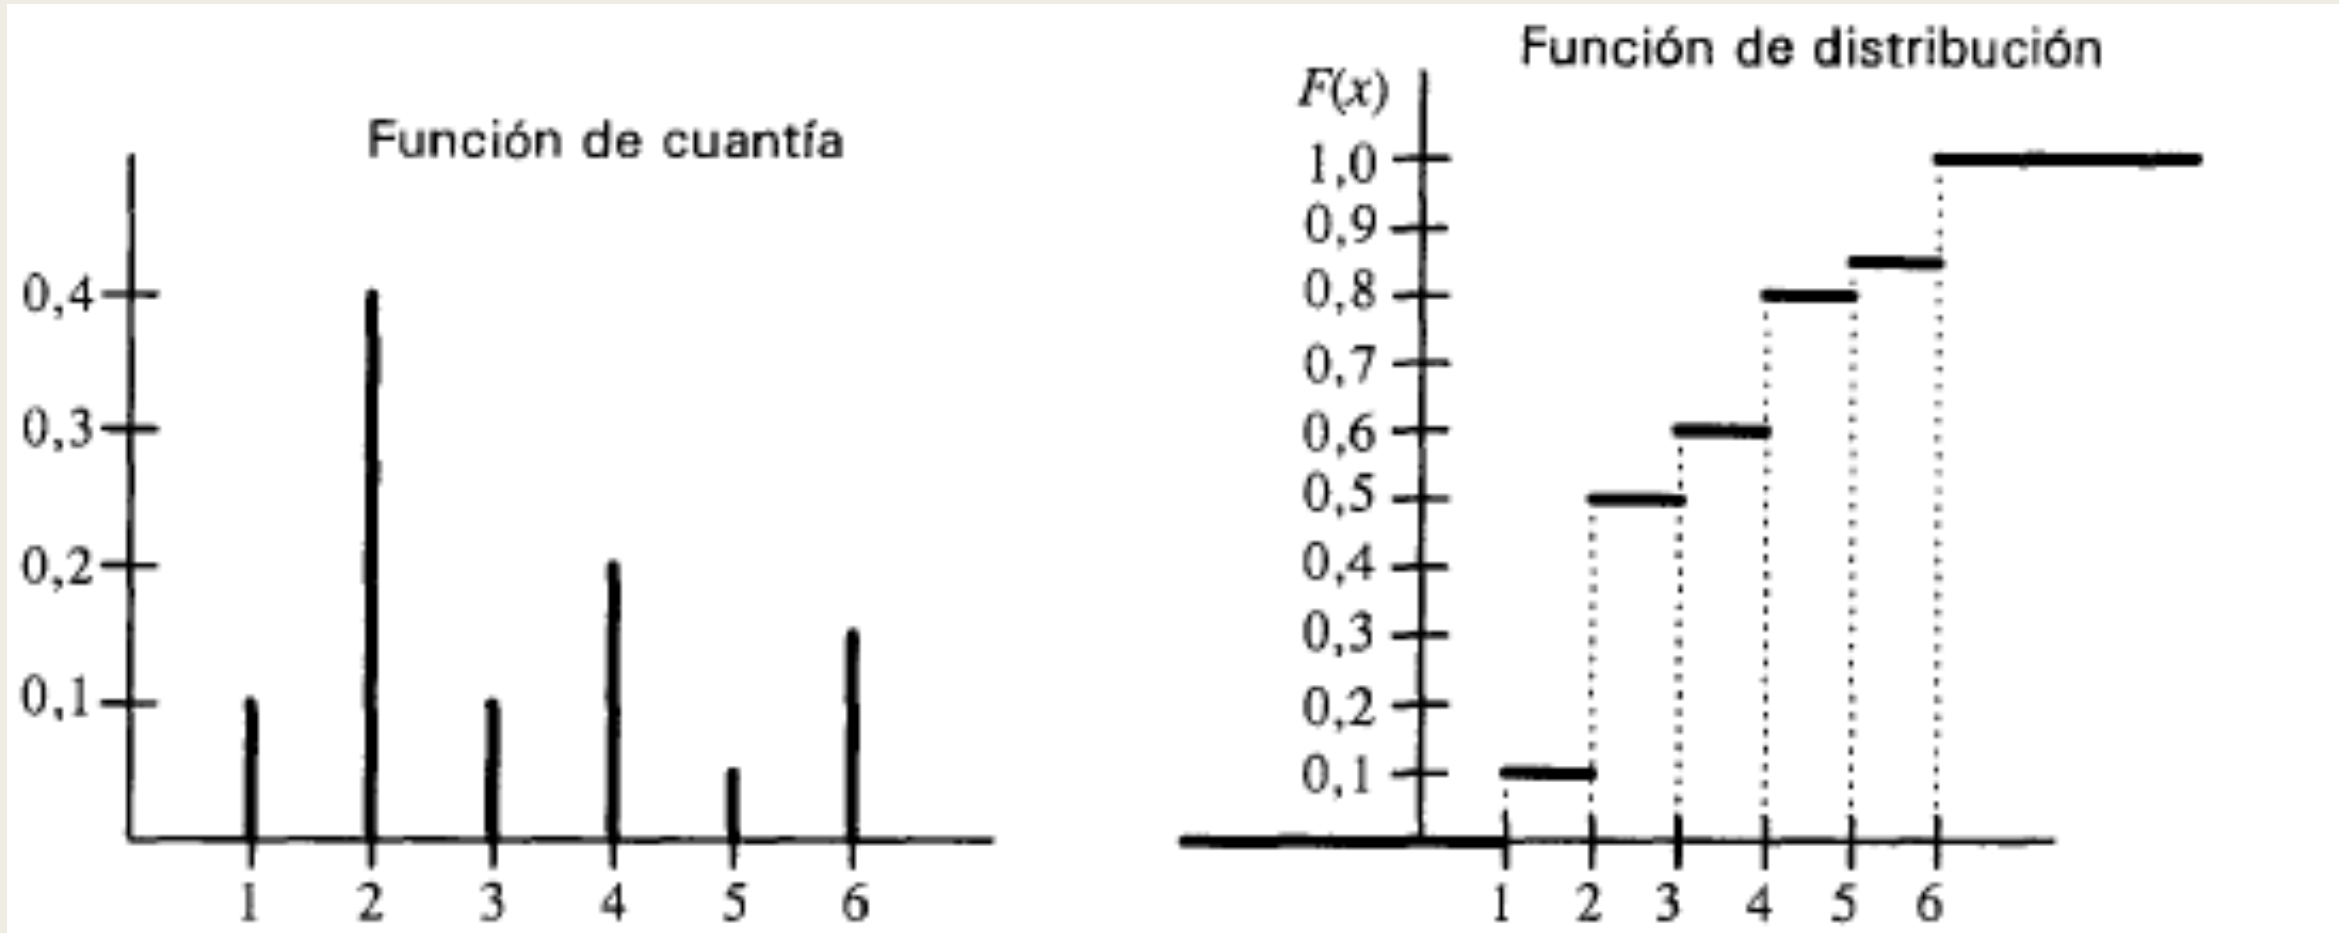 Función de cuantía
0,4
0,3
0,2
0,1
1 2 3 4 5 6
Función de distribución
F(x)
1,0
0,9
0,8
0,7
0,6
0,5
0,4
0,3
0,2
0,1
1 2 3 4 5 6